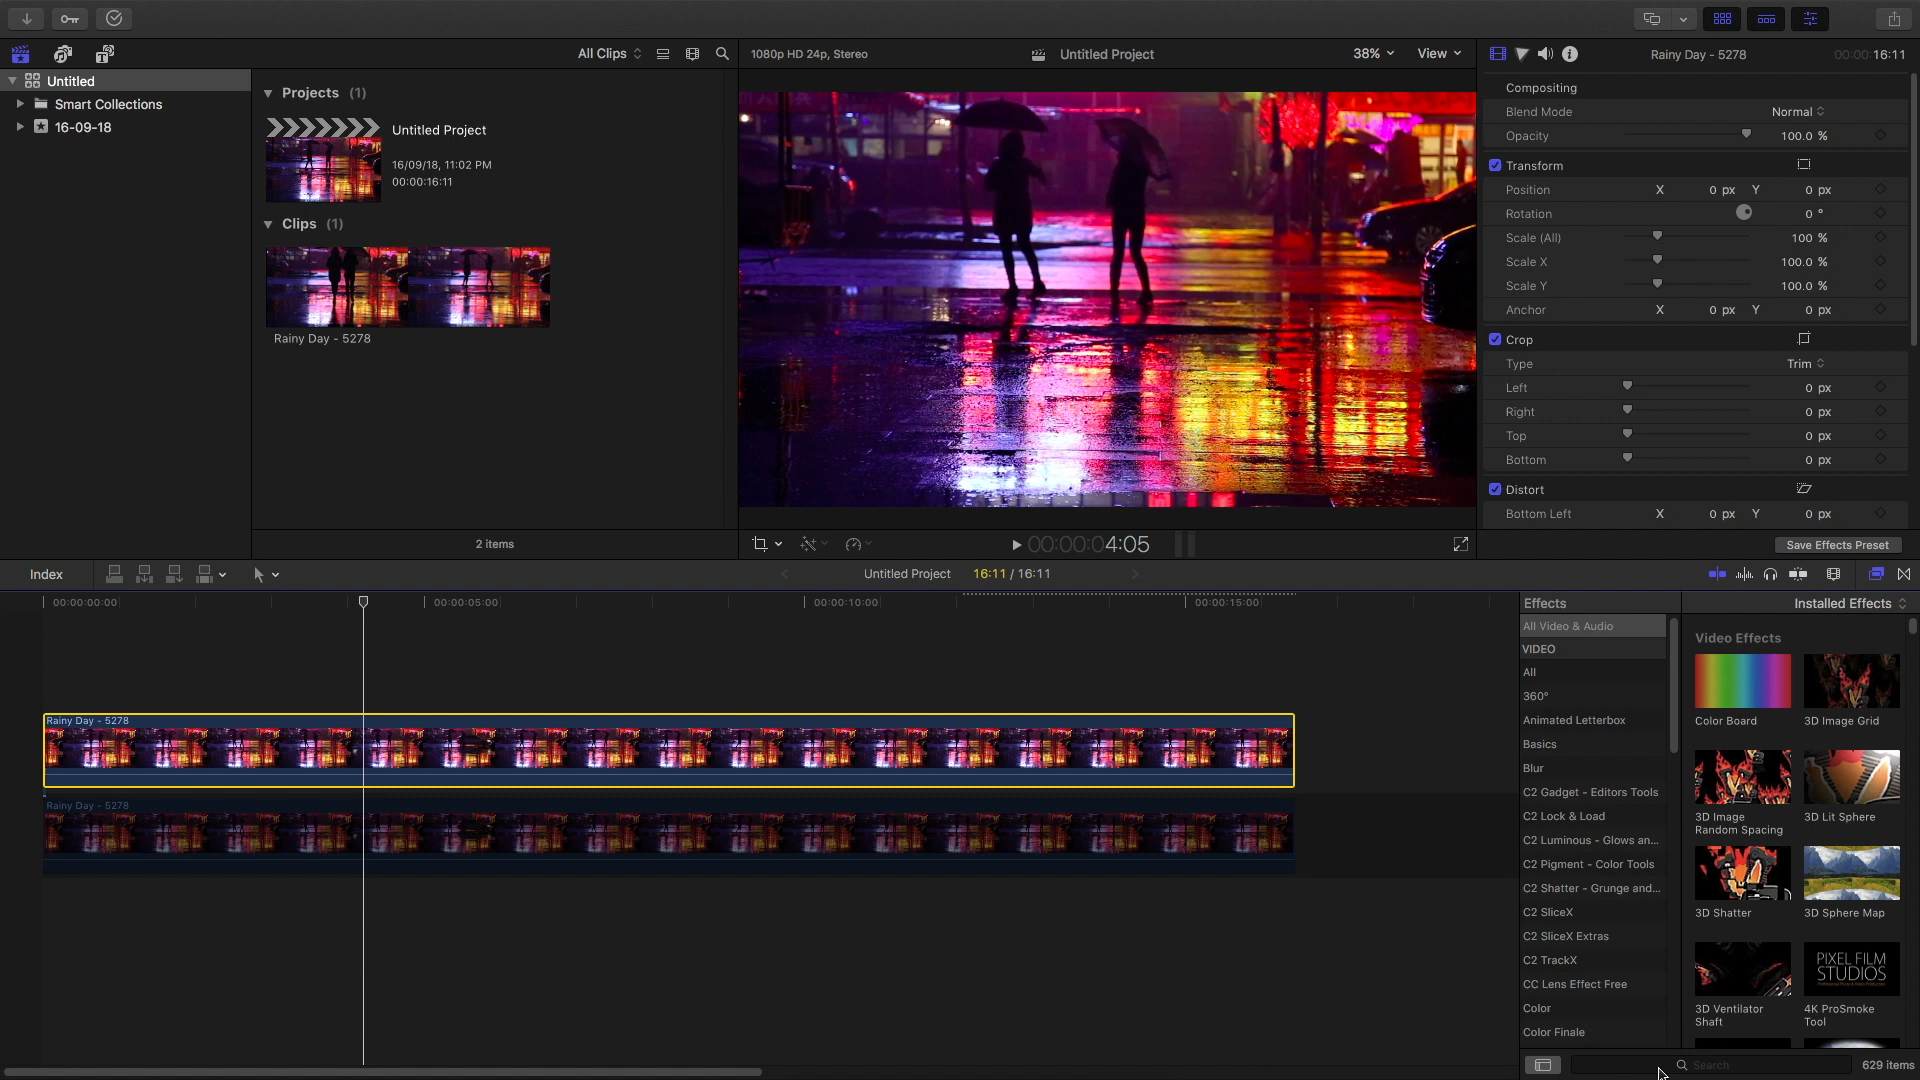 All Clips
1080p HD 24p, Stereo
Untitled Project
38%
View
Rainy Day - 5278
00:00:16:11
Untitled
Smart Collections
16-09-18
Projects (1)
Untitled Project
16/09/18, 11:02 PM
00:00:16:11
Clips (1)
Rainy Day - 5278
2 items
Compositing
Blend Mode Normal
Opacity 100.0 %
Transform
Position X 0 px Y 0 px
Rotation 0 °
Scale (All) 100 %
Scale X 100.0 %
Scale Y 100.0 %
Anchor X 0 px Y 0 px
Crop
Type Trim
Left 0 px
Right 0 px
Top 0 px
Bottom 0 px
Distort
Bottom Left X 0 px Y 0 px
Save Effects Preset
00:00:04:05
Index
Untitled Project
16:11 / 16:11
00:00:00:00
00:00:05:00
00:00:10:00
00:00:15:00
Rainy Day - 5278
Rainy Day - 5278
Effects
Installed Effects
All Video & Audio
VIDEO
All
360°
Animated Letterbox
Basics
Blur
C2 Gadget - Editors Tools
C2 Lock & Load
C2 Luminous - Glows an...
C2 Pigment - Color Tools
C2 Shatter - Grunge and...
C2 SliceX
C2 SliceX Extras
C2 TrackX
CC Lens Effect Free
Color
Color Finale
Video Effects
Color Board
3D Image Grid
3D Image
Random Spacing
3D Lit Sphere
3D Shatter
3D Sphere Map
PIXEL FILM
STUDIOS
3D Ventilator
Shaft
4K ProSmoke
Tool
Search
629 items